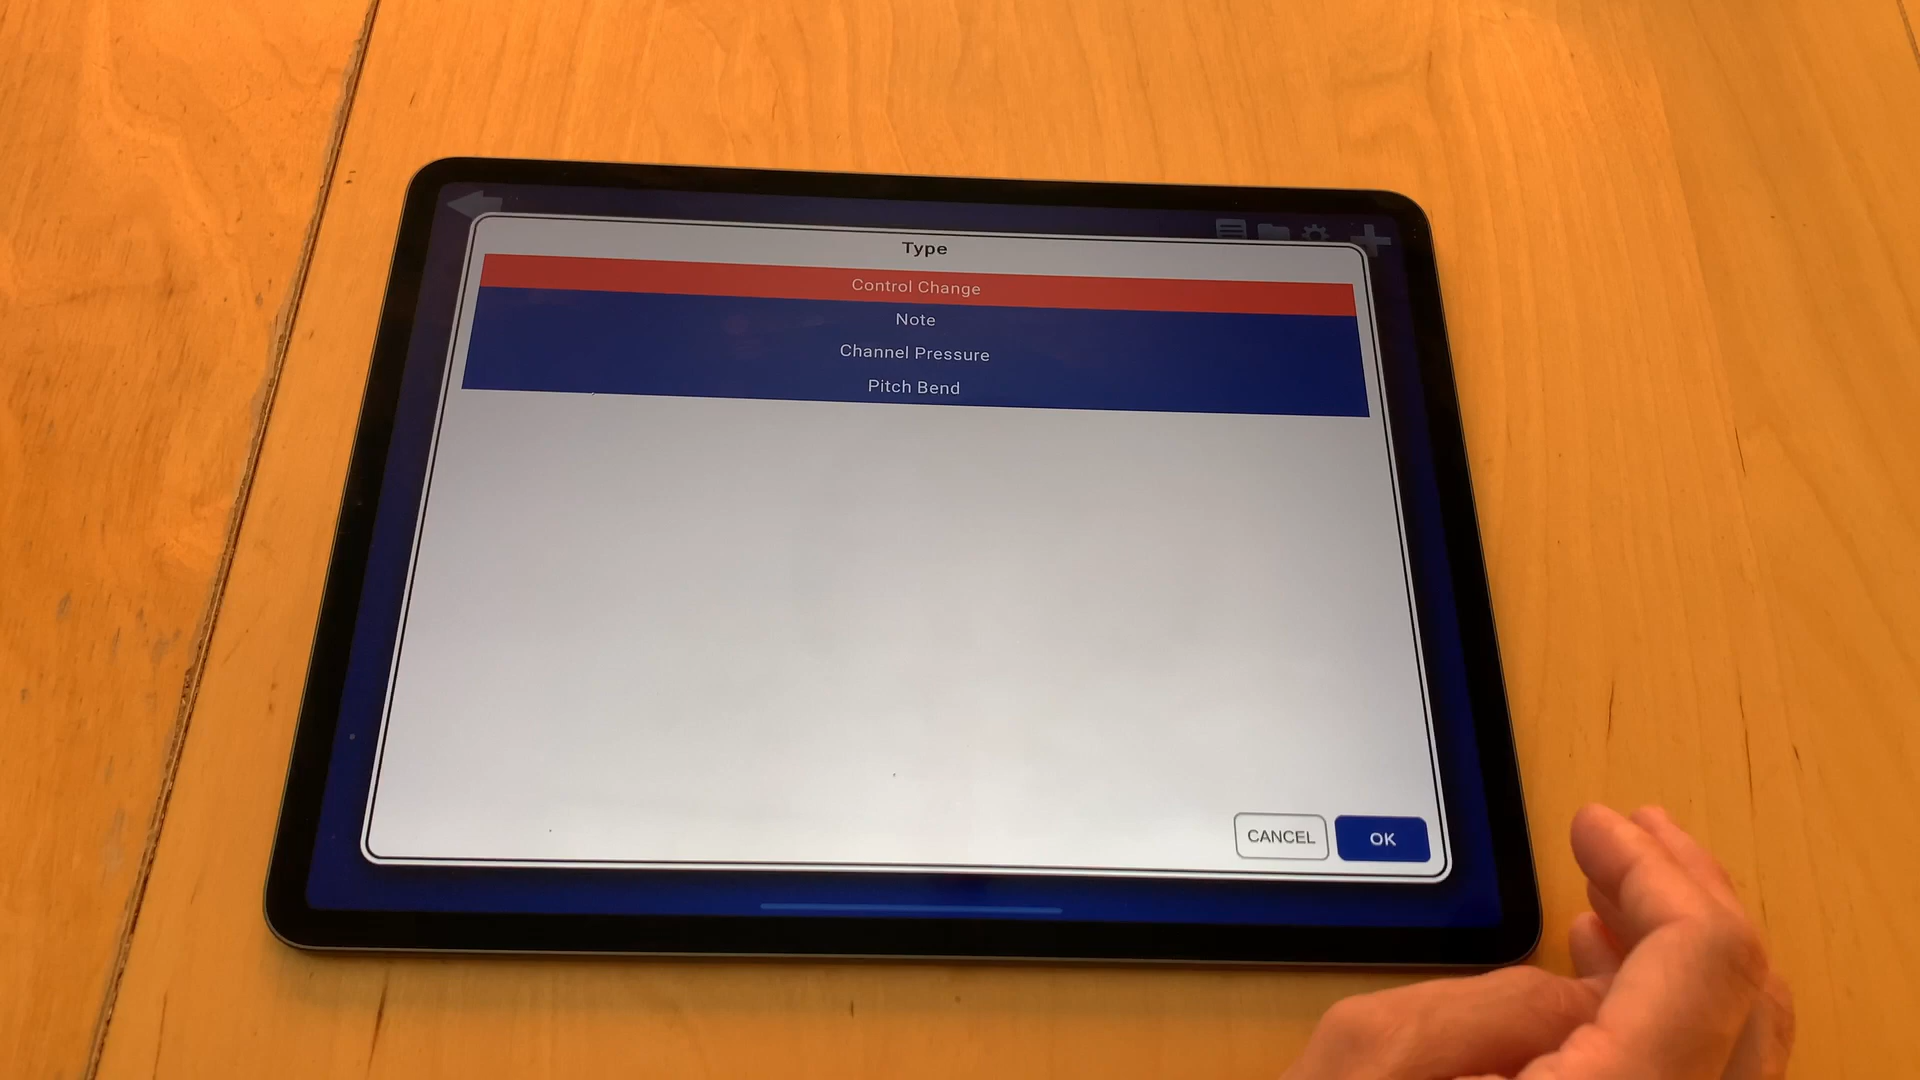 Type
Control Change
Note
Channel Pressure
Pitch Bend
CANCEL
OK